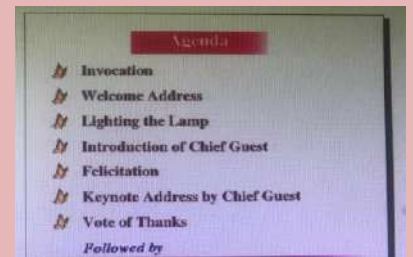 Agenda
Invocation
Welcome Address
Lighting the Lamp
Introduction of Chief Guest
Felicitation
Keynote Address by Chief Guest
Vote of Thanks
Followed by